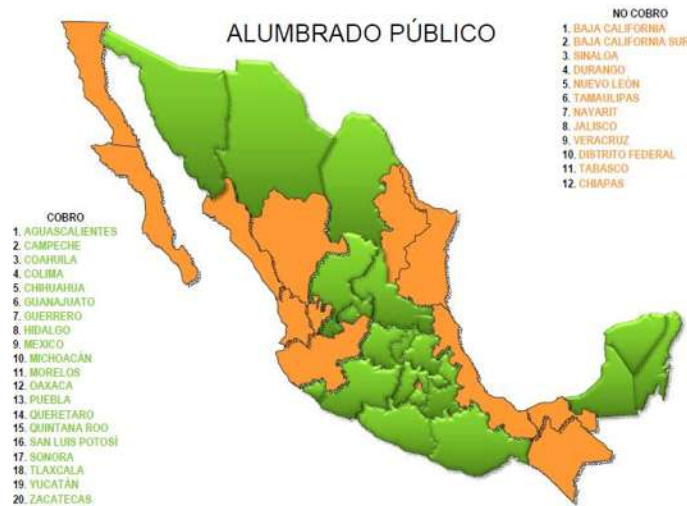 ALUMBRADO PÚBLICO
NO COBRO
1. BAJA CALIFORNIA
2. BAJA CALIFORNIA SUR
3. SINALOA
4. DURANGO
5. NUEVO LEÓN
6. TAMAULIPAS
7. NAYARIT
8. JALISCO
9. VERACRUZ
10. DISTRITO FEDERAL
11. TABASCO
12. CHIAPAS
COBRO
1. AGUASCALIENTES
2. CAMPECHE
3. COAHUILA
4. COLIMA
5. CHIHUAHUA
6. GUANAJUATO
7. GUERRERO
8. HIDALGO
9. MEXICO
10. MICHOACÁN
11. MORELOS
12. OAXACA
13. PUEBLA
14. QUERETARO
15. QUINTANA ROO
16. SAN LUIS POTOSÍ
17. SONORA
18. TLAXCALA
19. YUCATÁN
20. ZACATECAS